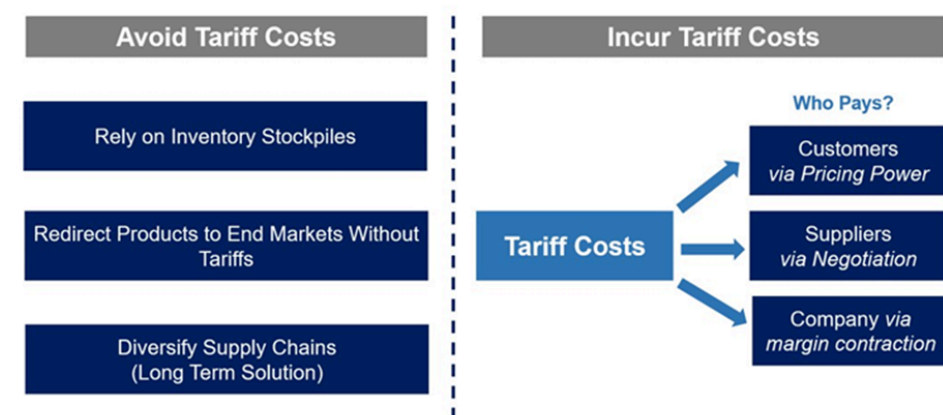 Avoid Tariff Costs
Rely on Inventory Stockpiles
Redirect Products to End Markets Without
Tariffs
Diversify Supply Chains
(Long Term Solution)
Incur Tariff Costs
Who Pays?
Tariff Costs
Customers
via Pricing Power
Suppliers
via Negotiation
Company via
margin contraction